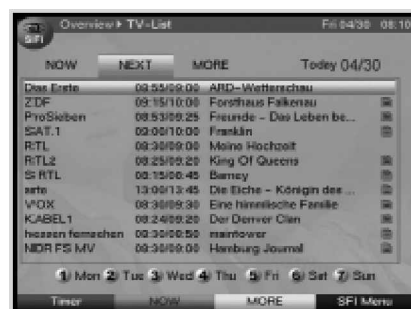 SFI Overview TV-List Fri 04/30 08:10
NOW NEXT MORE Today 04/30
Das Erste 08:55/09:00 ARD-Wetterschau
ZDF 09:15/10:00 Forsthaus Falkenau
ProSieben 08:53/09:25 Freunde - Das Leben be...
SAT.1 09:00/10:00 Franklin
RTL 08:30/09:00 Meine Hochzeit
RTL2 08:25/09:20 King Of Queens
S RTL 08:15/08:45 Barney
arte 13:00/13:45 Die Eiche - Königin des ...
VOX 08:30/09:30 Eine himmlische Familie
KABEL1 08:24/09:20 Der Denver Clan
hessen fernsehen 08:30/08:50 maintower
NDR FS MV 08:30/09:00 Hamburg Journal
1 Mon 2 Tue 3 Wed 4 Thu 5 Fri 6 Sat 7 Sun
Timer NOW MORE SFI Menu